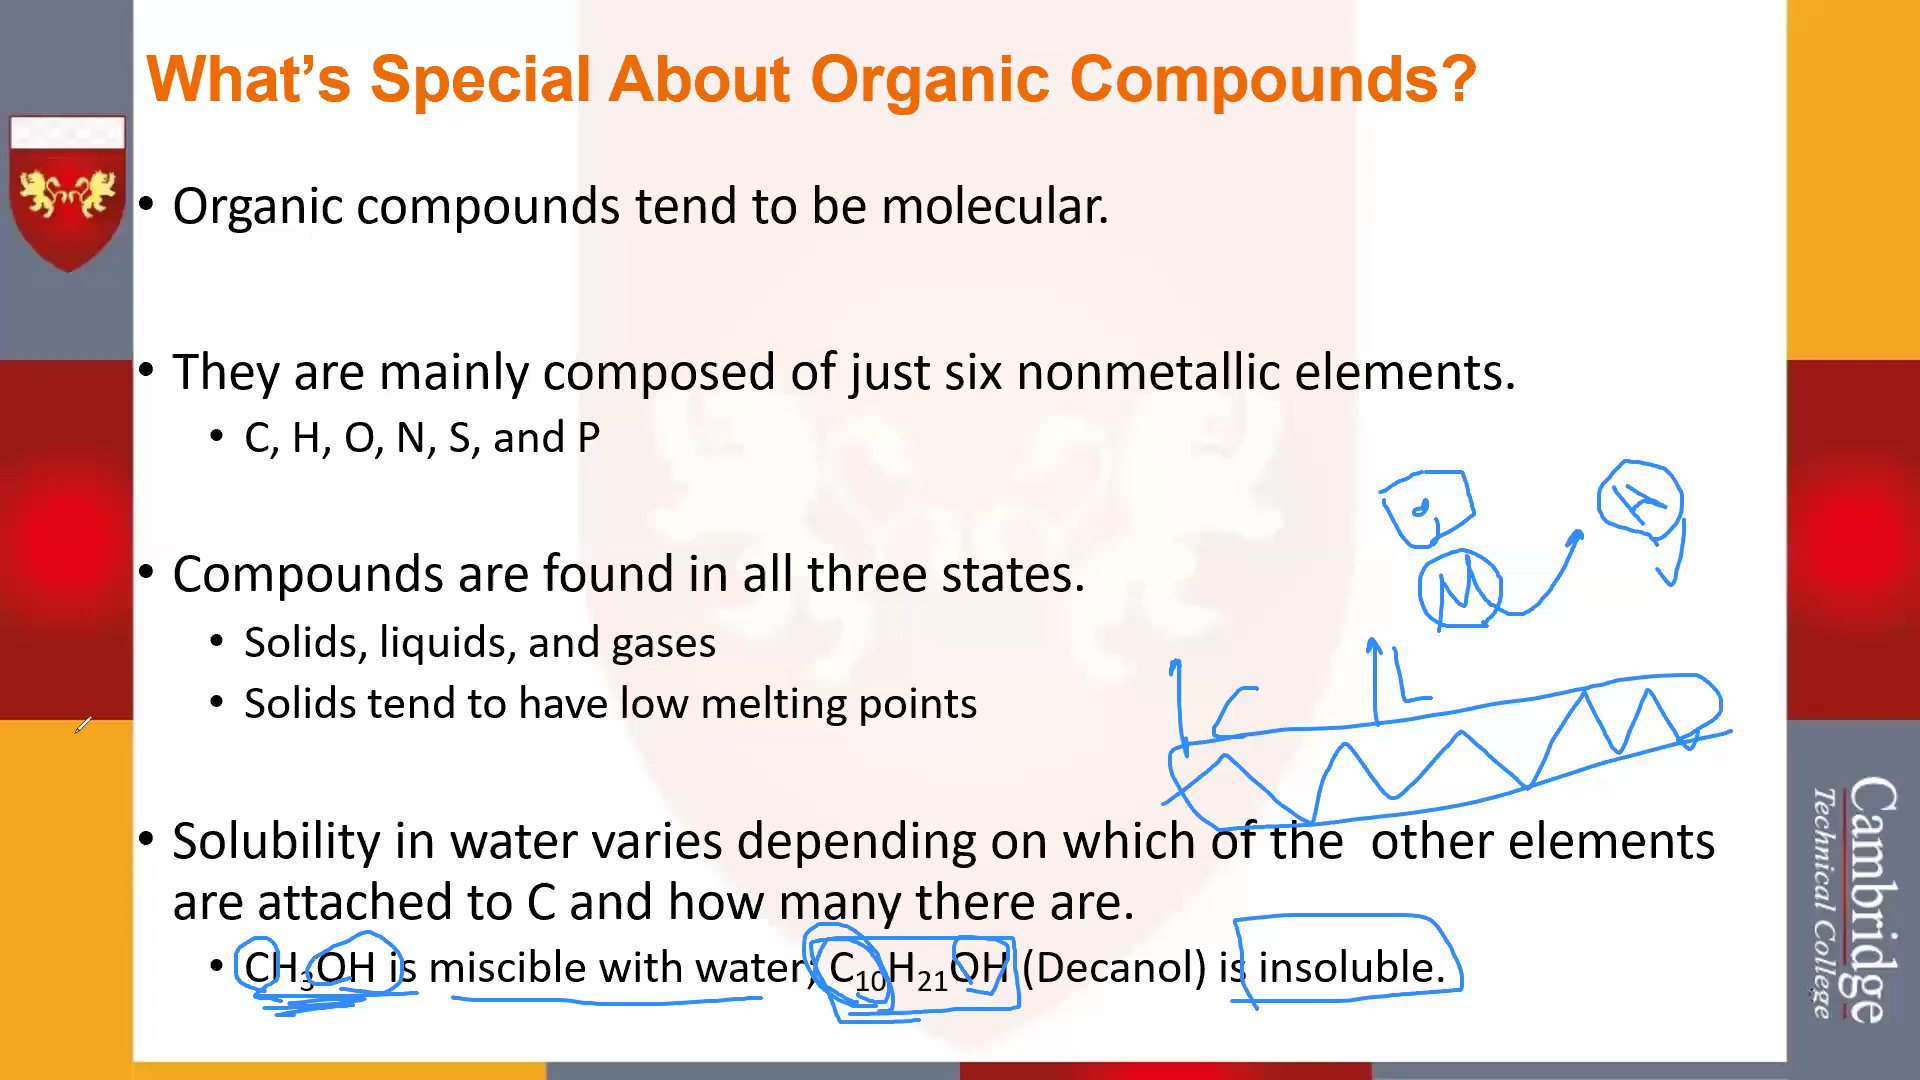 What’s Special About Organic Compounds?
• Organic compounds tend to be molecular.
• They are mainly composed of just six nonmetallic elements.
• C, H, O, N, S, and P
• Compounds are found in all three states.
• Solids, liquids, and gases
• Solids tend to have low melting points
M
A
C
L
• Solubility in water varies depending on which of the other elements
are attached to C and how many there are.
• CH₃OH is miscible with water; C₁₀H₂₁OH (Decanol) is insoluble.
Cambridge
Technical College